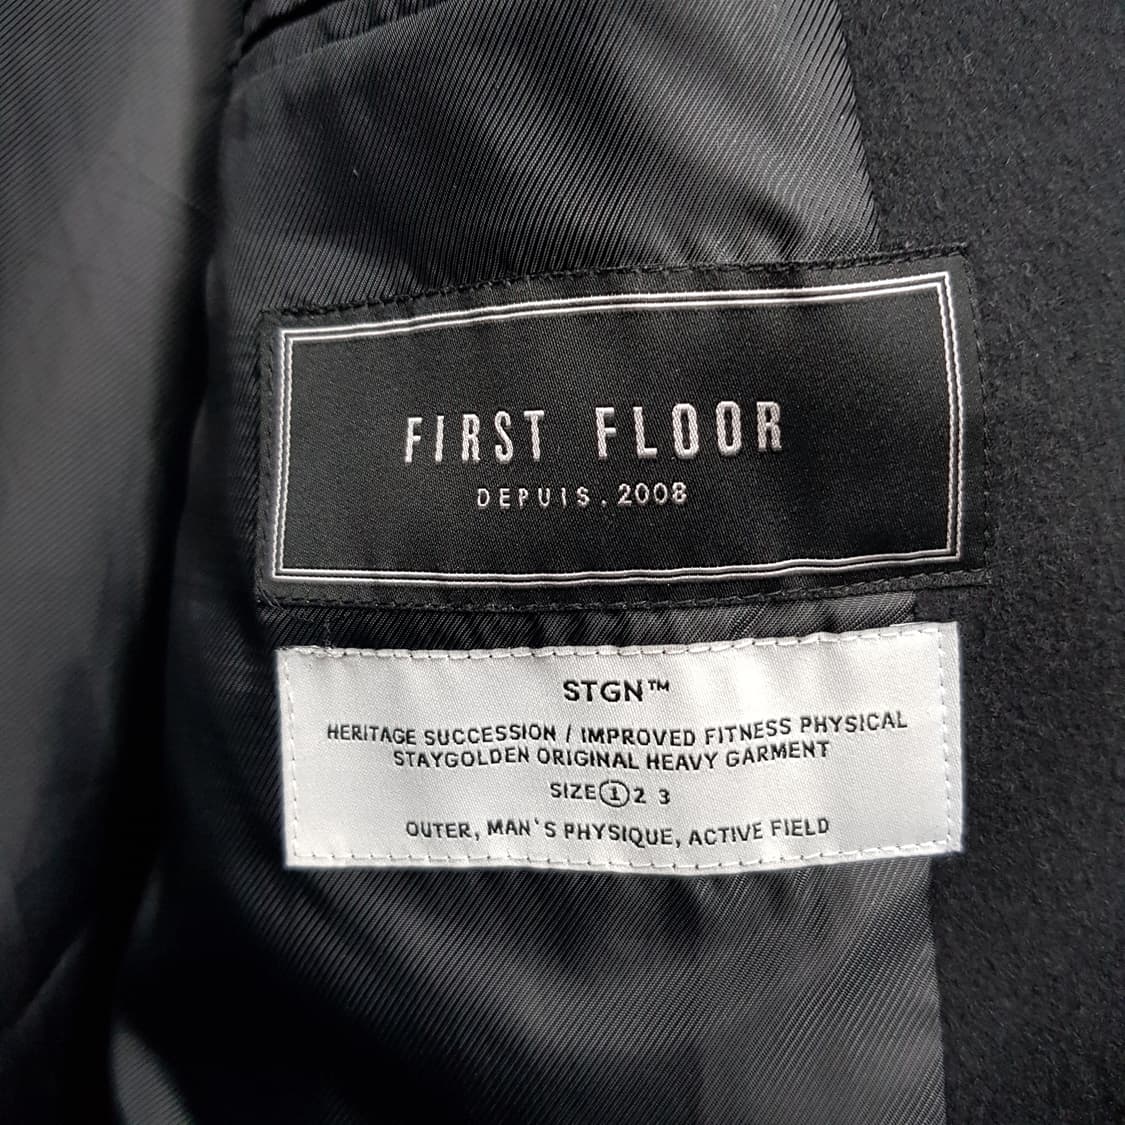 FIRST FLOOR
DEPUIS.2008
STGN™
HERITAGE SUCCESSION / IMPROVED FITNESS PHYSICAL
STAYGOLDEN ORIGINAL HEAVY GARMENT
SIZE ① 2 3
OUTER, MAN'S PHYSIQUE, ACTIVE FIELD